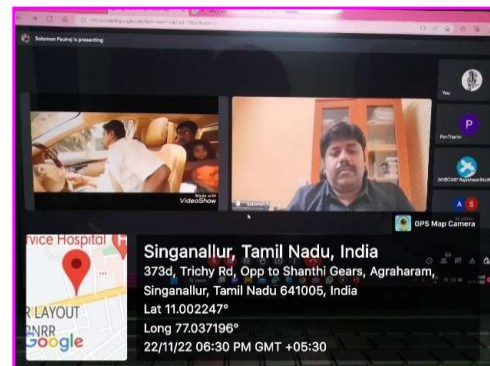 Solomon Paulraj is presenting
You
P
Made with
VideoShow
A S
GPS Map Camera
rvice Hospital
R LAYOUT
Google
Singanallur, Tamil Nadu, India
373d, Trichy Rd, Opp to Shanthi Gears, Agraharam,
Singanallur, Tamil Nadu 641005, India
Lat 11.002247°
Long 77.037196°
22/11/22 06:30 PM GMT +05:30